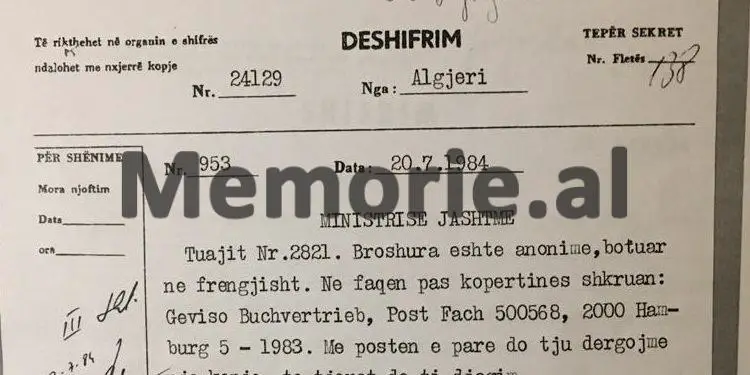 Të rikthehet në organin e shifrës
ndalohet me nxjerrë kopje
DESHIFRIM
TEPËR SEKRET
Nr. Fletës 138
Nr. 24129
Nga: Algjeri
PËR SHËNIME
Mora njoftim
Data
ora
Nr. 953
Data: 20.7.1984
Memorie.al
MINISTRISE JASHTME
Tuajit Nr.2821. Broshura eshte anonime,botuar
ne frengjisht. Ne faqen pas kopertines shkruan:
Geviso Buchvertrieb, Post Fach 500568, 2000 Ham-
burg 5 - 1983. Me posten e pare do tju dergojme
III